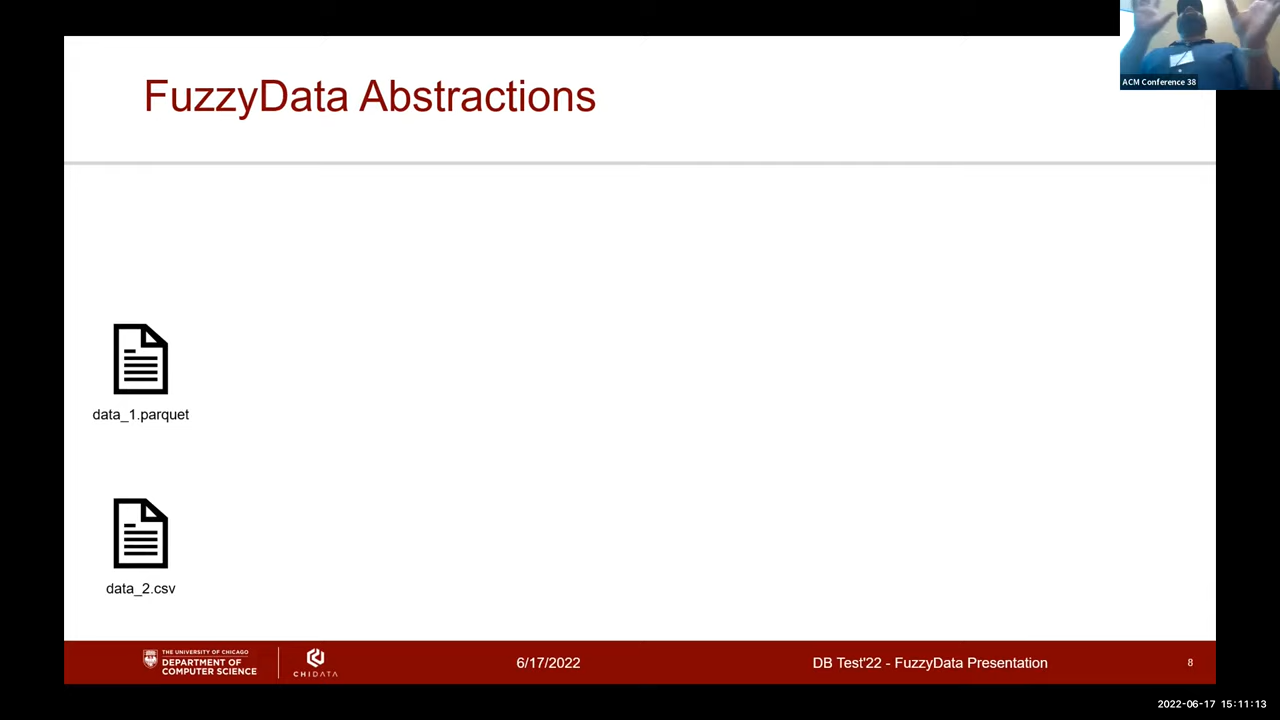 ACM Conference 38
FuzzyData Abstractions
data_1.parquet
data_2.csv
THE UNIVERSITY OF CHICAGO
DEPARTMENT OF
COMPUTER SCIENCE
CHIDATA
6/17/2022
DB Test'22 - FuzzyData Presentation
8
2022-06-17 15:11:13